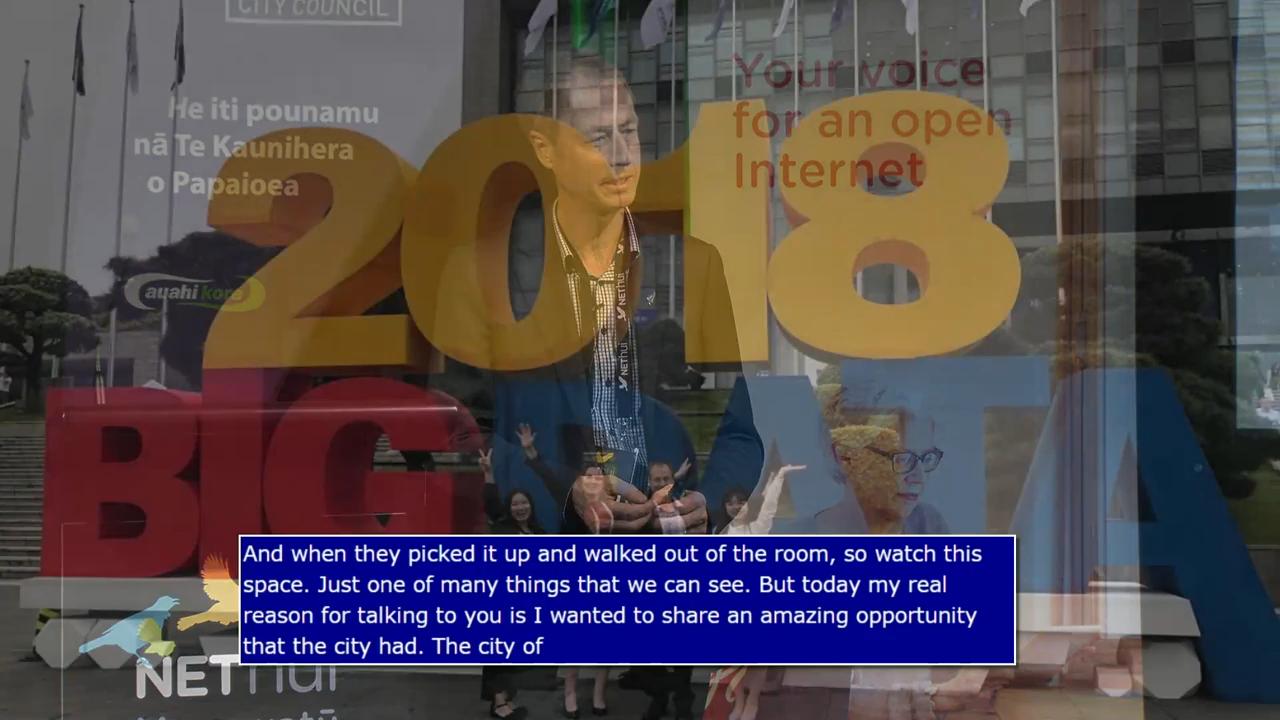 CITY COUNCIL
He iti pounamu
nā Te Kaunihera
o Papaioea
Your voice
for an open
Internet
auahi kore
2018
BIG DATA
NETHui
NETHui
And when they picked it up and walked out of the room, so watch this
space. Just one of many things that we can see. But today my real
reason for talking to you is I wanted to share an amazing opportunity
that the city had. The city of
NETHui